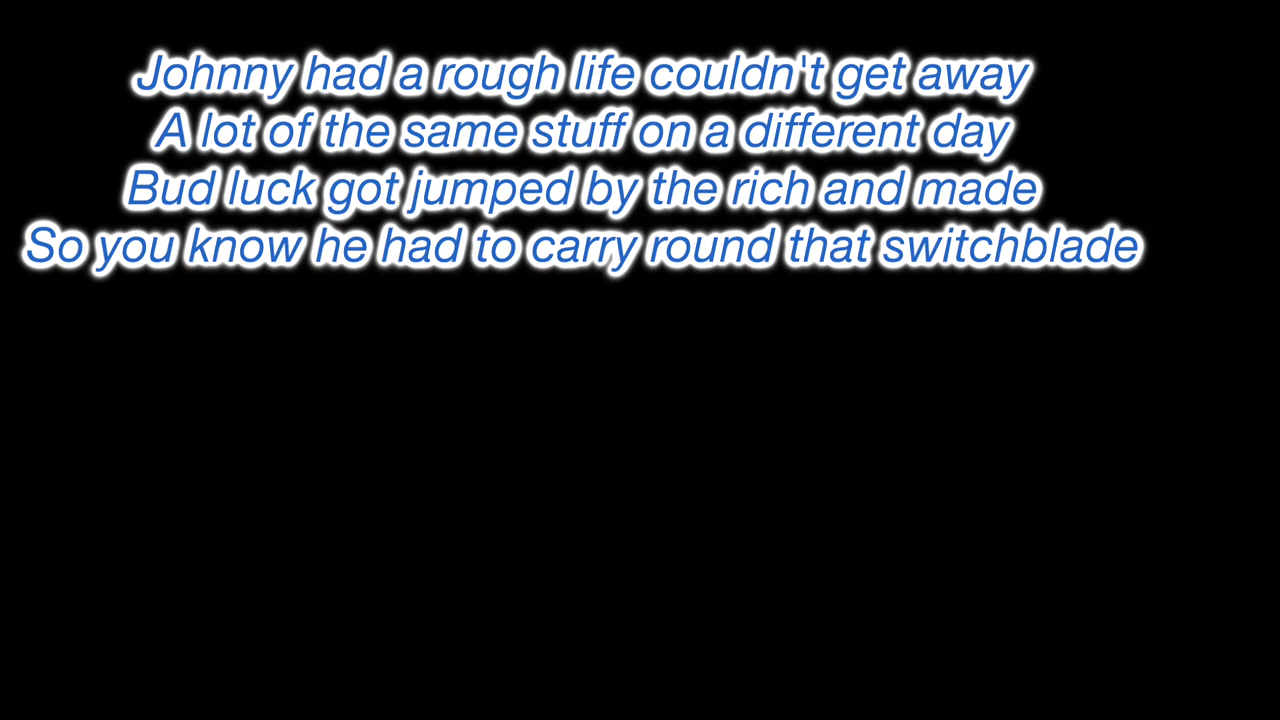 Johnny had a rough life couldn't get away
A lot of the same stuff on a different day
Bud luck got jumped by the rich and made
So you know he had to carry round that switchblade